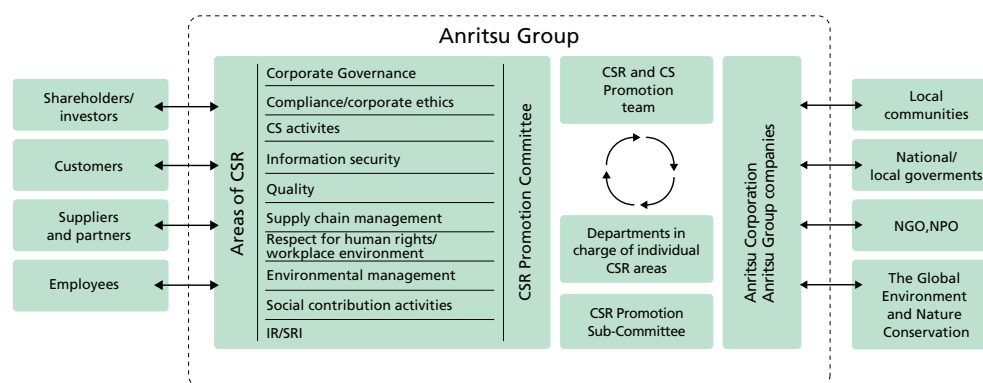 Anritsu Group
Shareholders/
investors
Customers
Suppliers
and partners
Employees
Areas of CSR
Corporate Governance
Compliance/corporate ethics
CS activites
Information security
Quality
Supply chain management
Respect for human rights/
workplace environment
Environmental management
Social contribution activities
IR/SRI
CSR Promotion Committee
CSR and CS
Promotion
team
Departments in
charge of individual
CSR areas
CSR Promotion
Sub-Committee
Anritsu Corporation
Anritsu Group companies
Local
communities
National/
local goverments
NGO,NPO
The Global
Environment
and Nature
Conservation